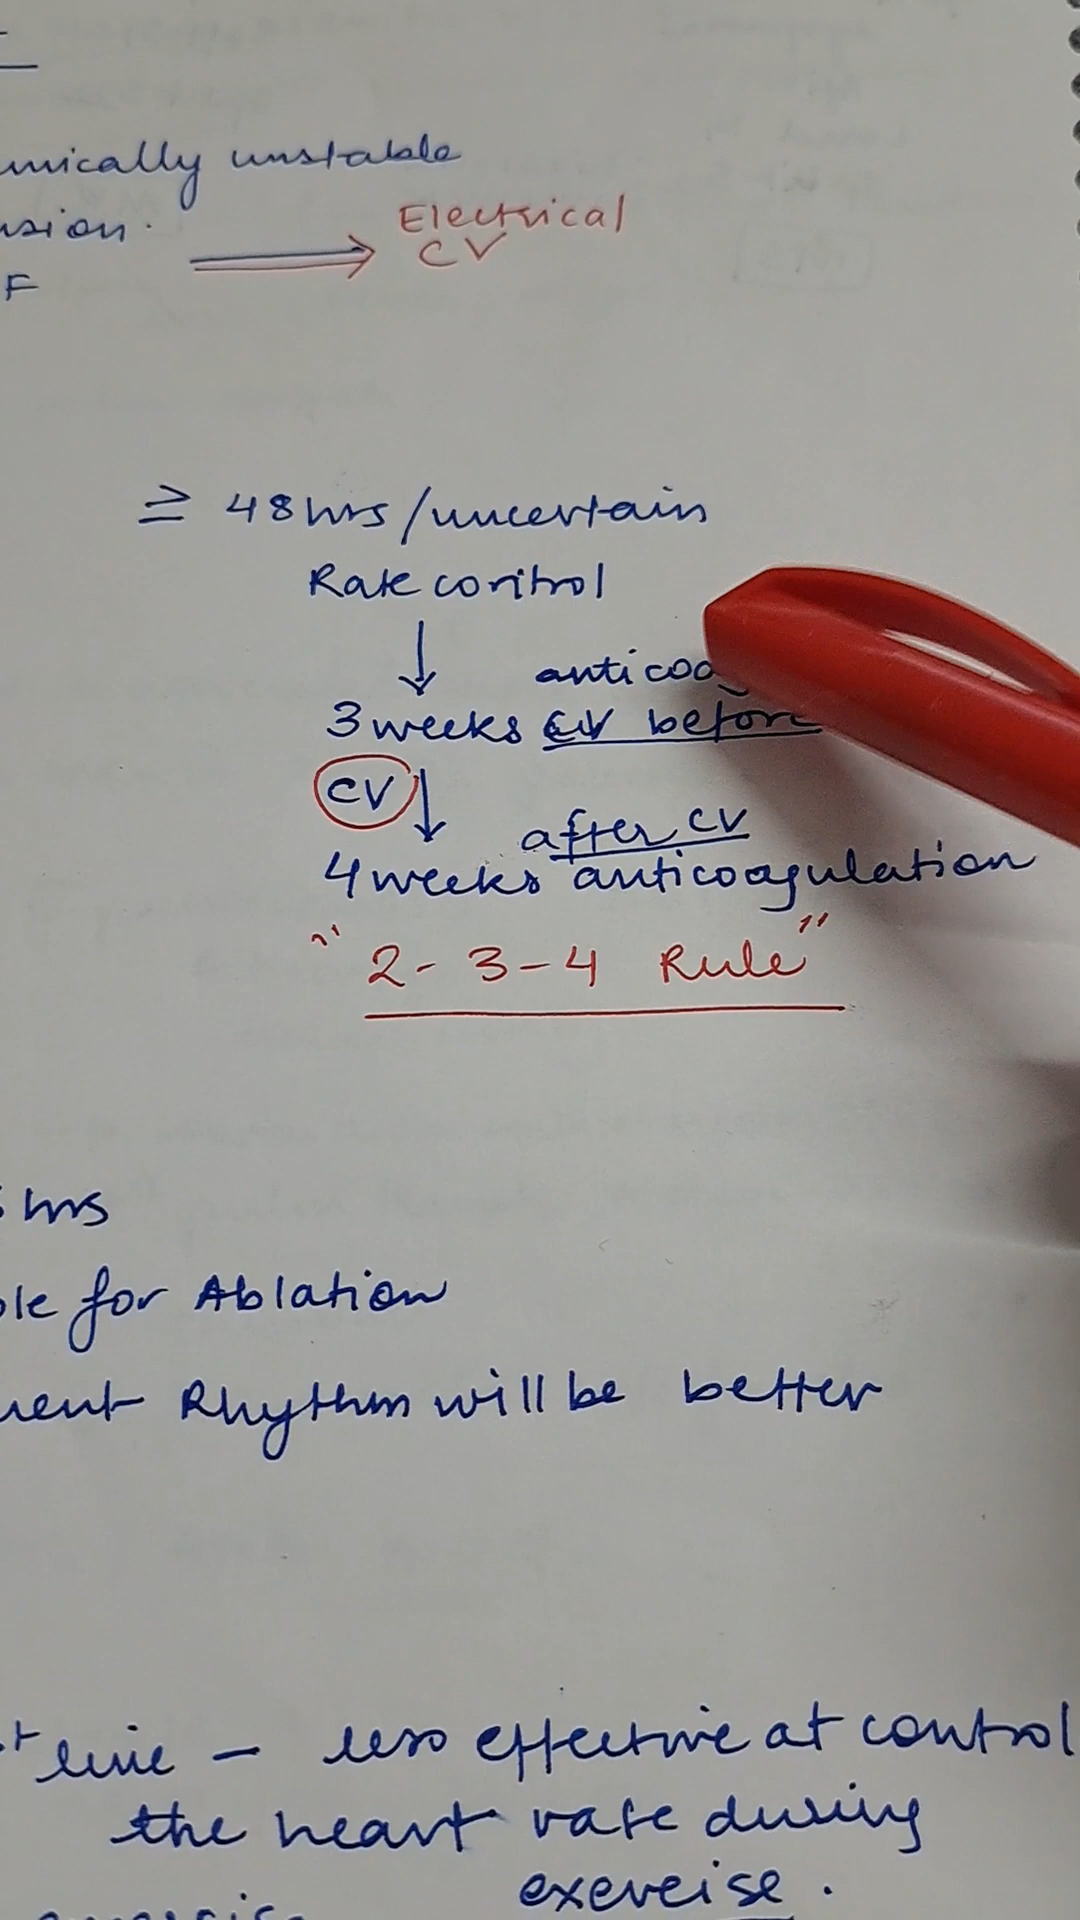 unstable
Electrical
CV
F
≥ 48hrs/uncertain
Rate control
↓
3 weeks CV before
CV ↓
after CV
4 weeks anticoagulation
"2-3-4 Rule"
hrs
for Ablation
Rhythm will be better
line - less effective at control
the heart rate during
exercise.